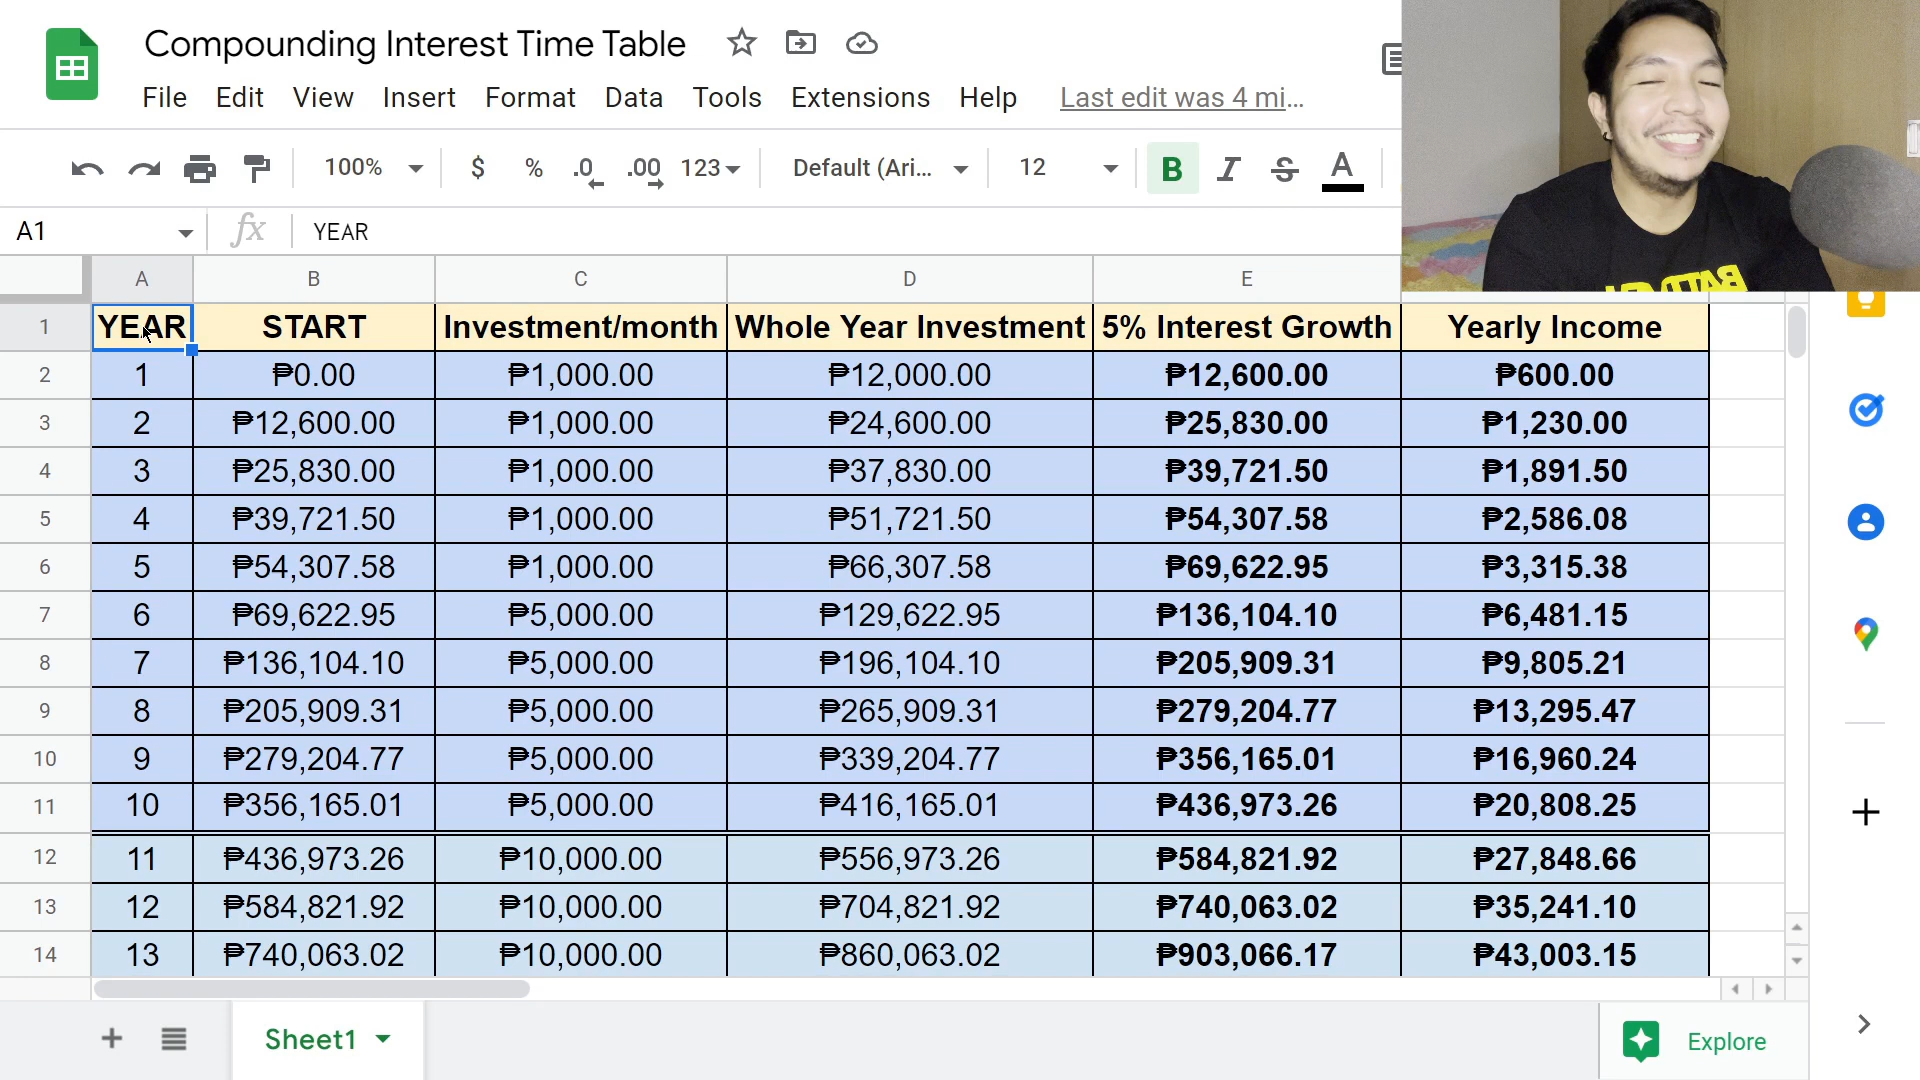 Compounding Interest Time Table
File Edit View Insert Format Data Tools Extensions Help Last edit was 4 mi...
100% $ % .0 .00 123 Default (Ari... 12 B I S A
A1 fx YEAR
A B C D E
1 YEAR START Investment/month Whole Year Investment 5% Interest Growth Yearly Income
2 1 ₱0.00 ₱1,000.00 ₱12,000.00 ₱12,600.00 ₱600.00
3 2 ₱12,600.00 ₱1,000.00 ₱24,600.00 ₱25,830.00 ₱1,230.00
4 3 ₱25,830.00 ₱1,000.00 ₱37,830.00 ₱39,721.50 ₱1,891.50
5 4 ₱39,721.50 ₱1,000.00 ₱51,721.50 ₱54,307.58 ₱2,586.08
6 5 ₱54,307.58 ₱1,000.00 ₱66,307.58 ₱69,622.95 ₱3,315.38
7 6 ₱69,622.95 ₱5,000.00 ₱129,622.95 ₱136,104.10 ₱6,481.15
8 7 ₱136,104.10 ₱5,000.00 ₱196,104.10 ₱205,909.31 ₱9,805.21
9 8 ₱205,909.31 ₱5,000.00 ₱265,909.31 ₱279,204.77 ₱13,295.47
10 9 ₱279,204.77 ₱5,000.00 ₱339,204.77 ₱356,165.01 ₱16,960.24
11 10 ₱356,165.01 ₱5,000.00 ₱416,165.01 ₱436,973.26 ₱20,808.25
12 11 ₱436,973.26 ₱10,000.00 ₱556,973.26 ₱584,821.92 ₱27,848.66
13 12 ₱584,821.92 ₱10,000.00 ₱704,821.92 ₱740,063.02 ₱35,241.10
14 13 ₱740,063.02 ₱10,000.00 ₱860,063.02 ₱903,066.17 ₱43,003.15
Sheet1 Explore